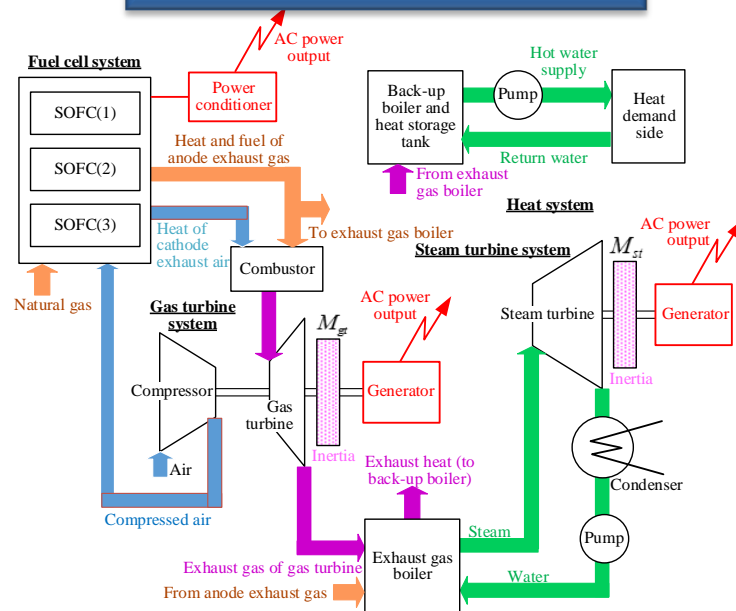 Fuel cell system
AC power
output
SOFC(1)
SOFC(2)
SOFC(3)
Power
conditioner
Heat and fuel of
anode exhaust gas
Heat of
cathode
exhaust air
To exhaust gas boiler
Combustor
Natural gas
Hot water
supply
Back-up
boiler and
heat storage
tank
Pump
Heat
demand
side
Return water
From exhaust
gas boiler
Heat system
Gas turbine
system
Compressor
Air
Compressed air
Gas
turbine
Mgt
Inertia
AC power
output
Generator
Steam turbine system
Steam turbine
Mst
Inertia
AC power
output
Generator
Condenser
Pump
Exhaust heat (to
back-up boiler)
Exhaust gas of gas turbine
Exhaust gas
boiler
Steam
Water
From anode exhaust gas